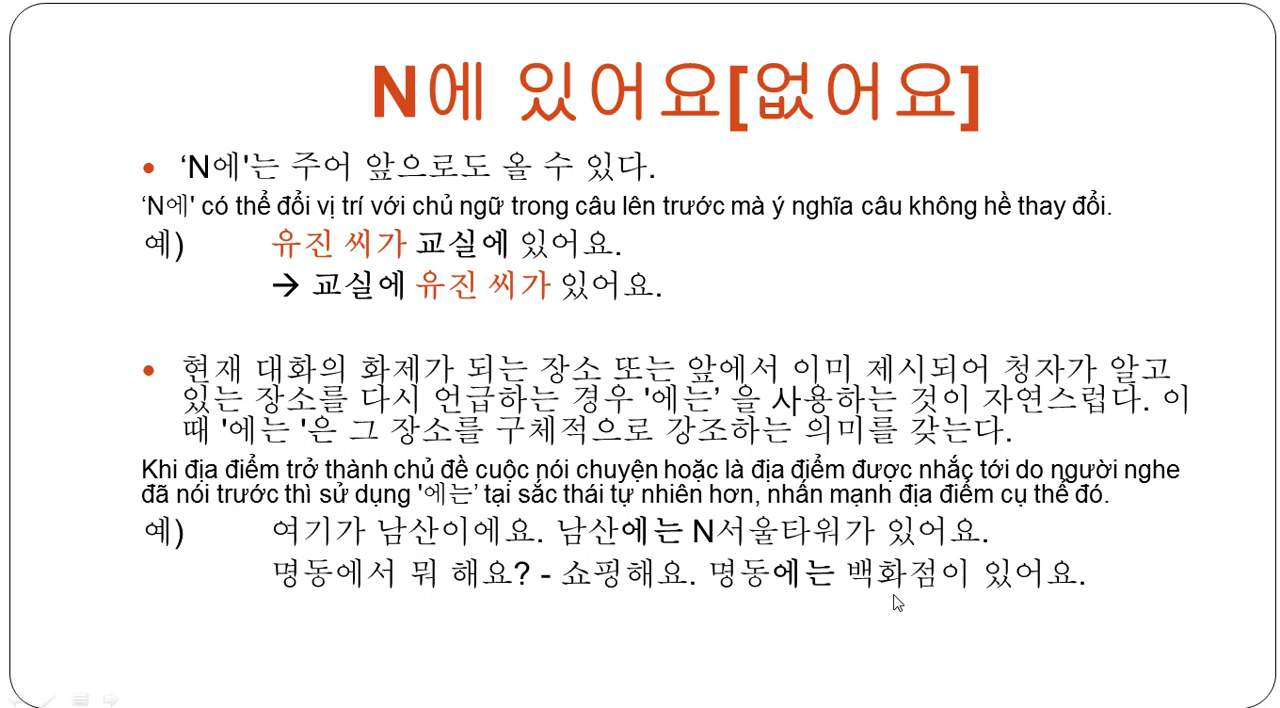 N에 있어요[없어요]
• ‘N에'는 주어 앞으로도 올 수 있다.
‘N에' có thể đổi vị trí với chủ ngữ trong câu lên trước mà ý nghĩa câu không hề thay đổi.
예) 유진 씨가 교실에 있어요.
→ 교실에 유진 씨가 있어요.
• 현재 대화의 화제가 되는 장소 또는 앞에서 이미 제시되어 청자가 알고
있는 장소를 다시 언급하는 경우 '에는’ 을 사용하는 것이 자연스럽다. 이
때 '에는 '은 그 장소를 구체적으로 강조하는 의미를 갖는다.
Khi địa điểm trở thành chủ đề cuộc nói chuyện hoặc là địa điểm được nhắc tới do người nghe
đã nói trước thì sử dụng '에는’ tại sắc thái tự nhiên hơn, nhấn mạnh địa điểm cụ thể đó.
예) 여기가 남산이에요. 남산에는 N서울타워가 있어요.
명동에서 뭐 해요? - 쇼핑해요. 명동에는 백화점이 있어요.